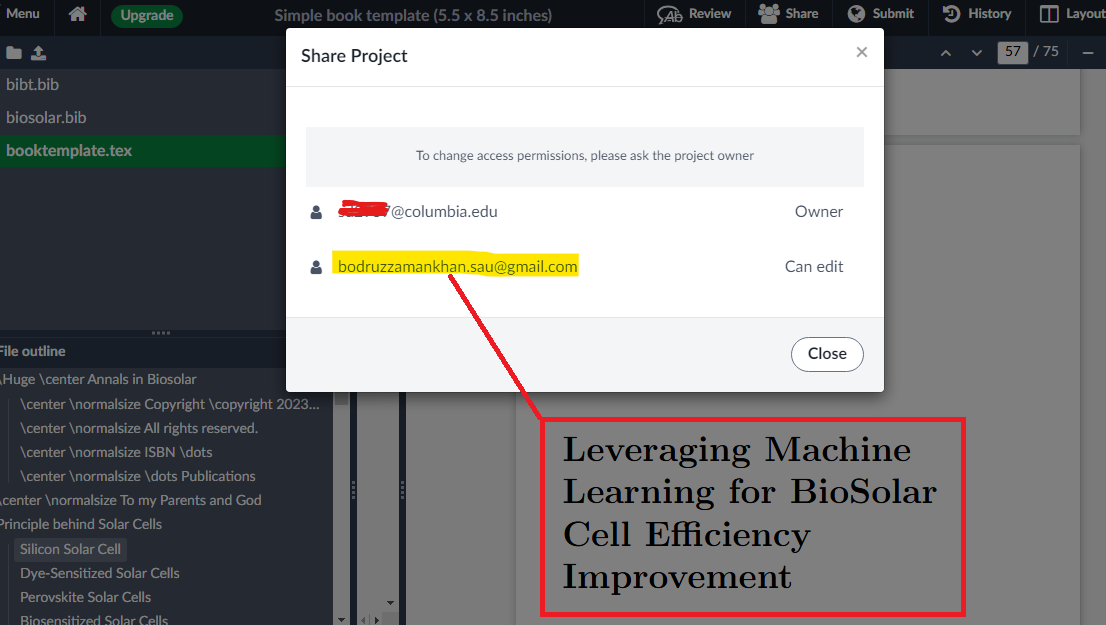 Menu
Upgrade
Simple book template (5.5 x 8.5 inches)
Review
Share
Submit
History
Layout
57 / 75
bibt.bib
biosolar.bib
booktemplate.tex
Share Project
×
To change access permissions, please ask the project owner
@columbia.edu
Owner
bodruzzamankhan.sau@gmail.com
Can edit
Close
File outline
\Huge \center Annals in Biosolar
\center \normalsize Copyright \copyright 2023...
\center \normalsize All rights reserved.
\center \normalsize ISBN \dots
\center \normalsize \dots Publications
\center \normalsize To my Parents and God
Principle behind Solar Cells
Silicon Solar Cell
Dye-Sensitized Solar Cells
Perovskite Solar Cells
Biosensitized Solar Cells
Leveraging Machine
Learning for BioSolar
Cell Efficiency
Improvement